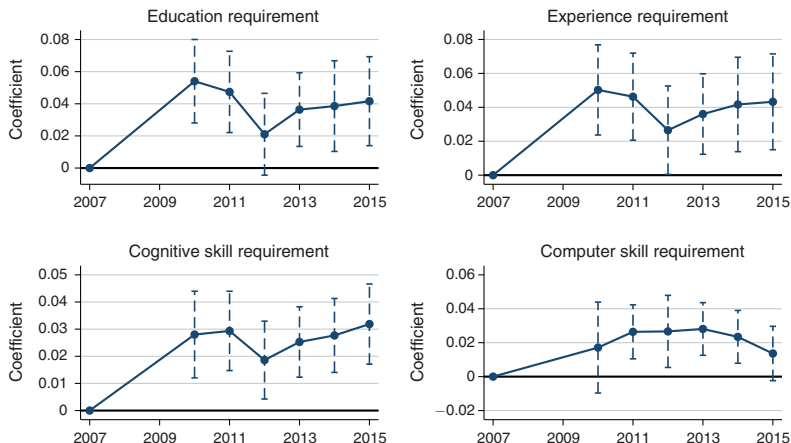 Education requirement
Coefficient
0.08
0.06
0.04
0.02
0
2007 2009 2011 2013 2015
Experience requirement
Coefficient
0.08
0.06
0.04
0.02
0
2007 2009 2011 2013 2015
Cognitive skill requirement
Coefficient
0.05
0.04
0.03
0.02
0.01
0
2007 2009 2011 2013 2015
Computer skill requirement
Coefficient
0.06
0.04
0.02
0
−0.02
2007 2009 2011 2013 2015